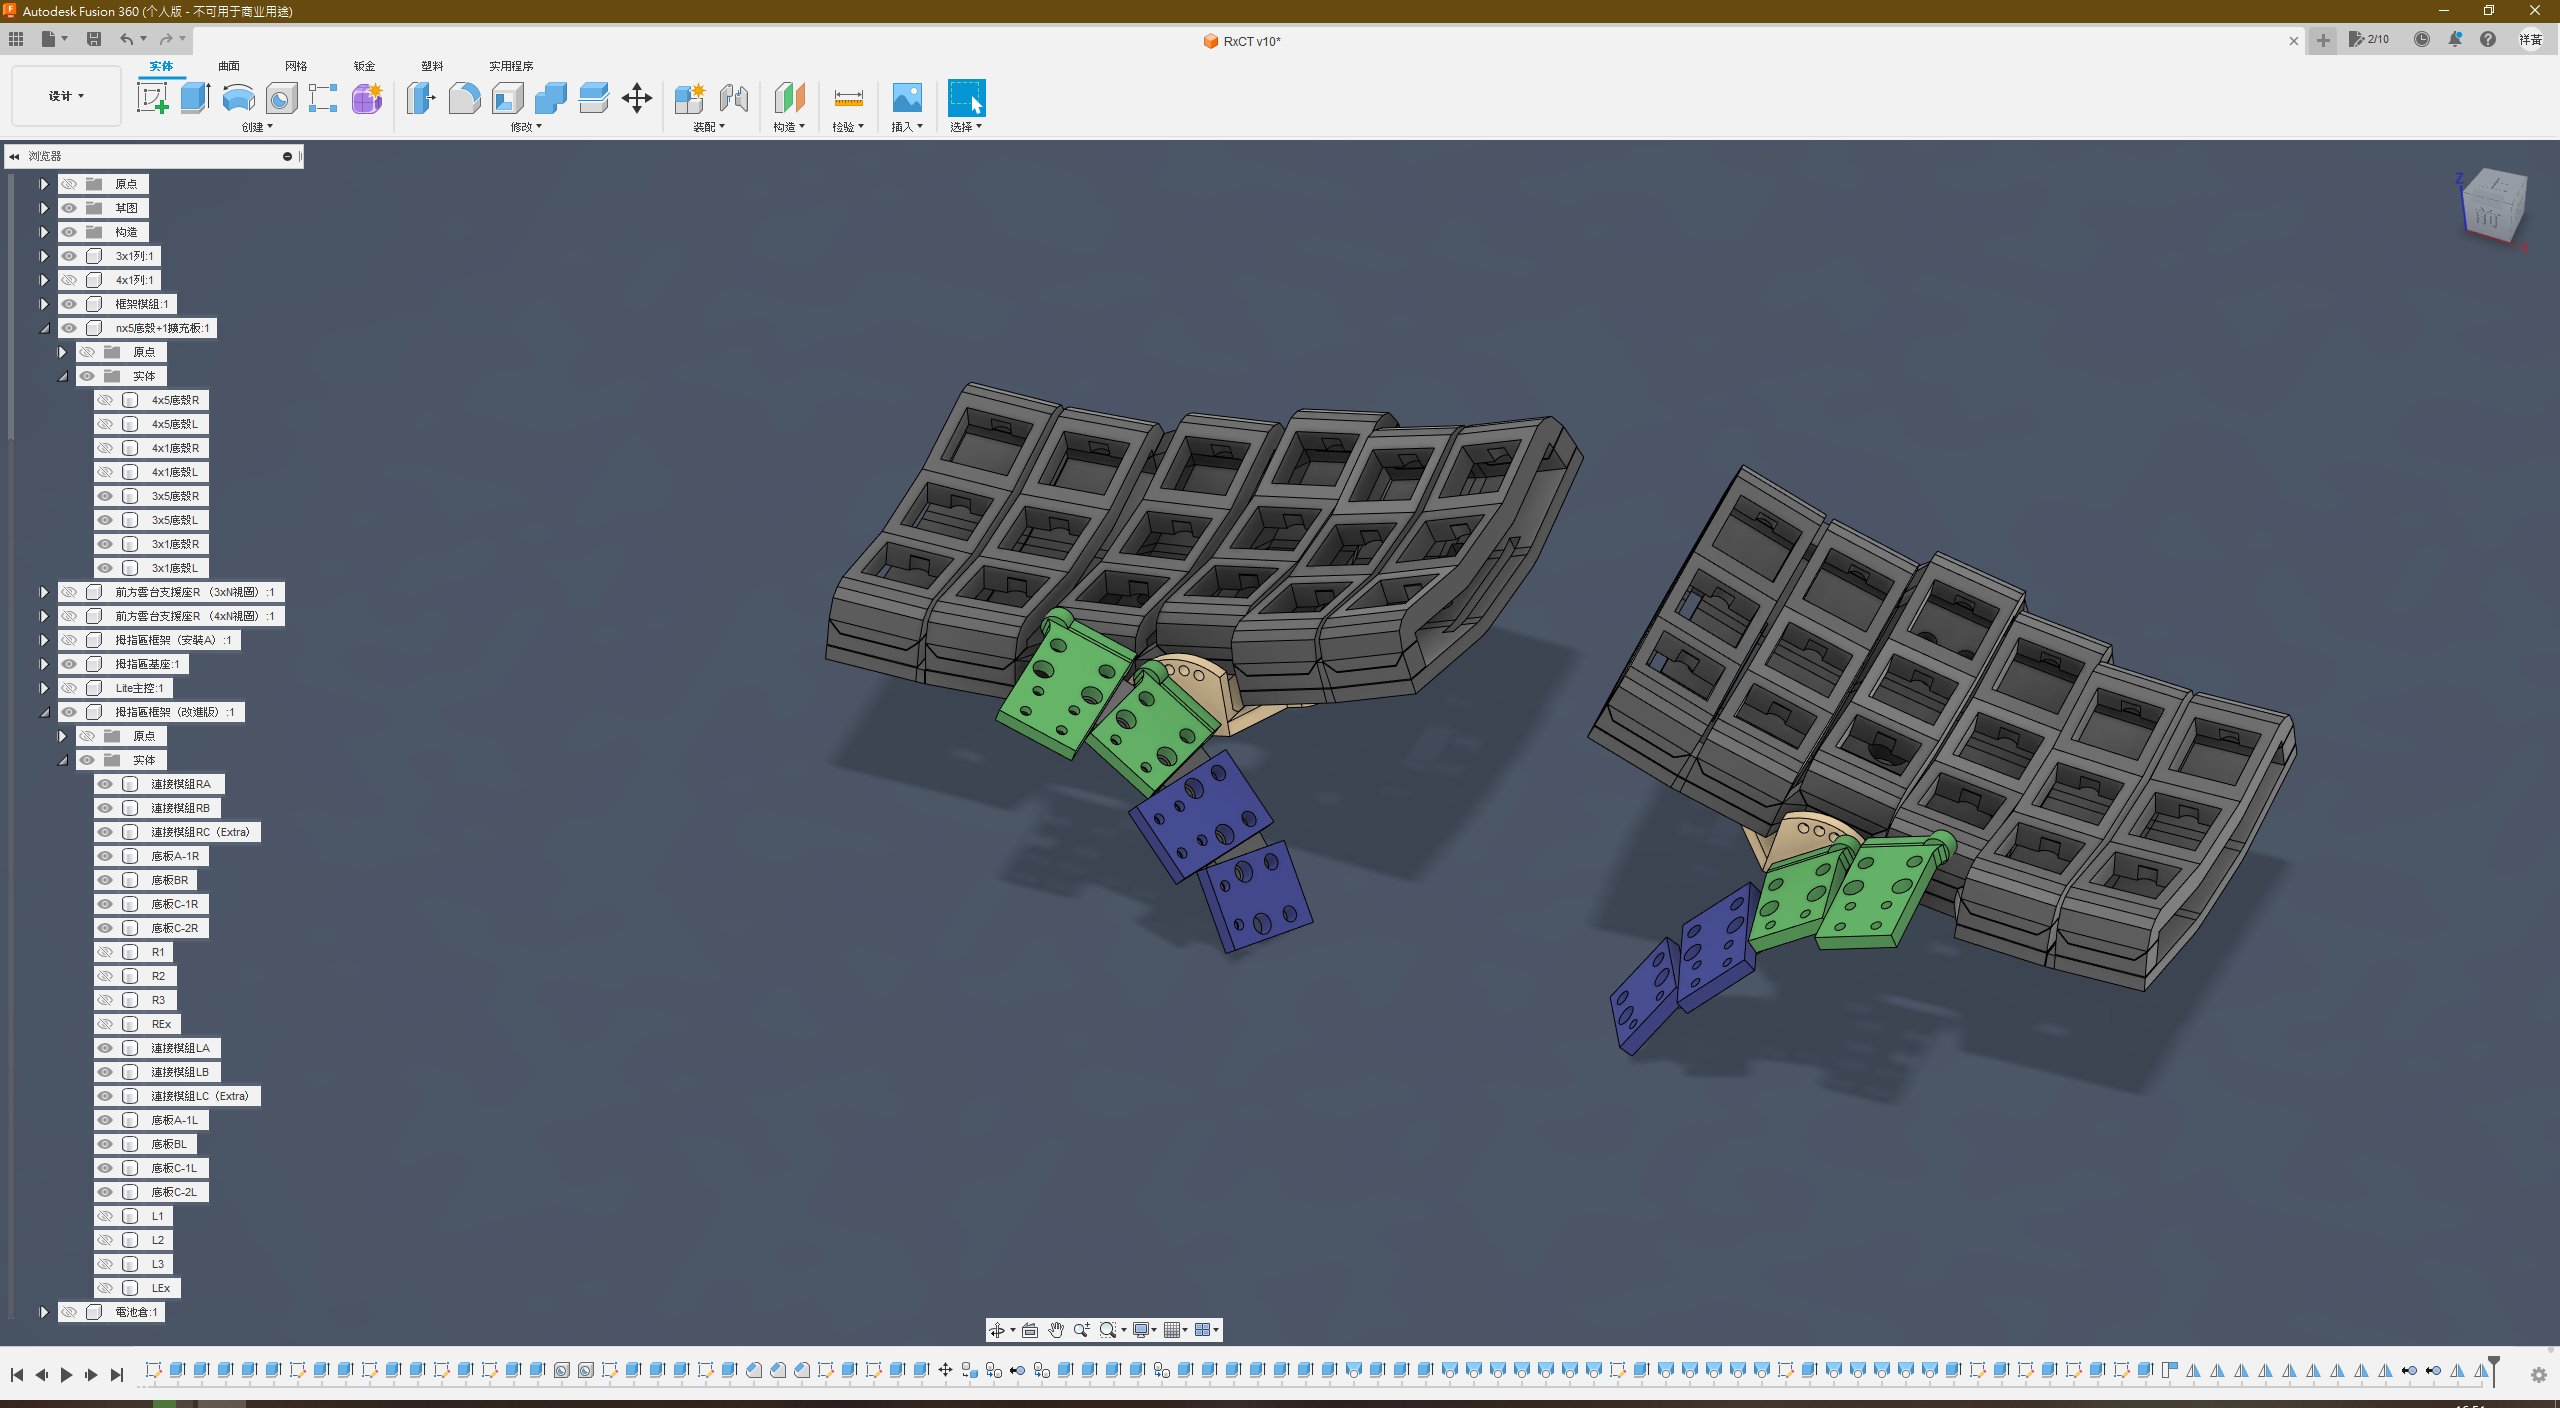 Autodesk Fusion 360 (个人版 - 不可用于商业用途)
RxCT v10*
2/10
祥黃
实体 曲面 网格 钣金 塑料 实用程序
设计
创建 修改 装配 构造 检验 插入 选择
浏览器
原点
草图
构造
3x1列:1
4x1列:1
框架模組:1
nx5底殼+1擴充板:1
原点
实体
4x5底殼R
4x5底殼L
4x1底殼R
4x1底殼L
3x5底殼R
3x5底殼L
3x1底殼R
3x1底殼L
前方雲台支援座R（3xN視圖）:1
前方雲台支援座R（4xN視圖）:1
拇指區框架（安裝A）:1
拇指區基座:1
Lite主控:1
拇指區框架（改進版）:1
原点
实体
連接模組RA
連接模組RB
連接模組RC（Extra）
底板A-1R
底板BR
底板C-1R
底板C-2R
R1
R2
R3
REx
連接模組LA
連接模組LB
連接模組LC（Extra）
底板A-1L
底板BL
底板C-1L
底板C-2L
L1
L2
L3
LEx
電池倉:1
Z
上
前
X